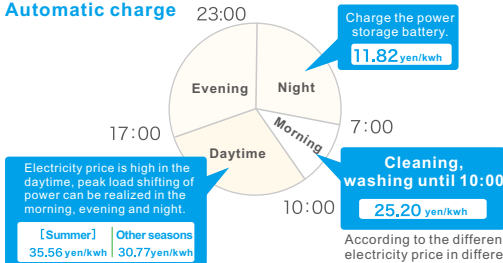 Automatic charge
23:00
Charge the power
storage battery.
11.82 yen/kwh
Evening
Night
Morning
7:00
17:00
Daytime
10:00
Electricity price is high in the
daytime, peak load shifting of
power can be realized in the
morning, evening and night.
[Summer]
Other seasons
35.56 yen/kwh
30.77yen/kwh
Cleaning,
washing until 10:00
25.20 yen/kwh
According to the differen
electricity price in differe